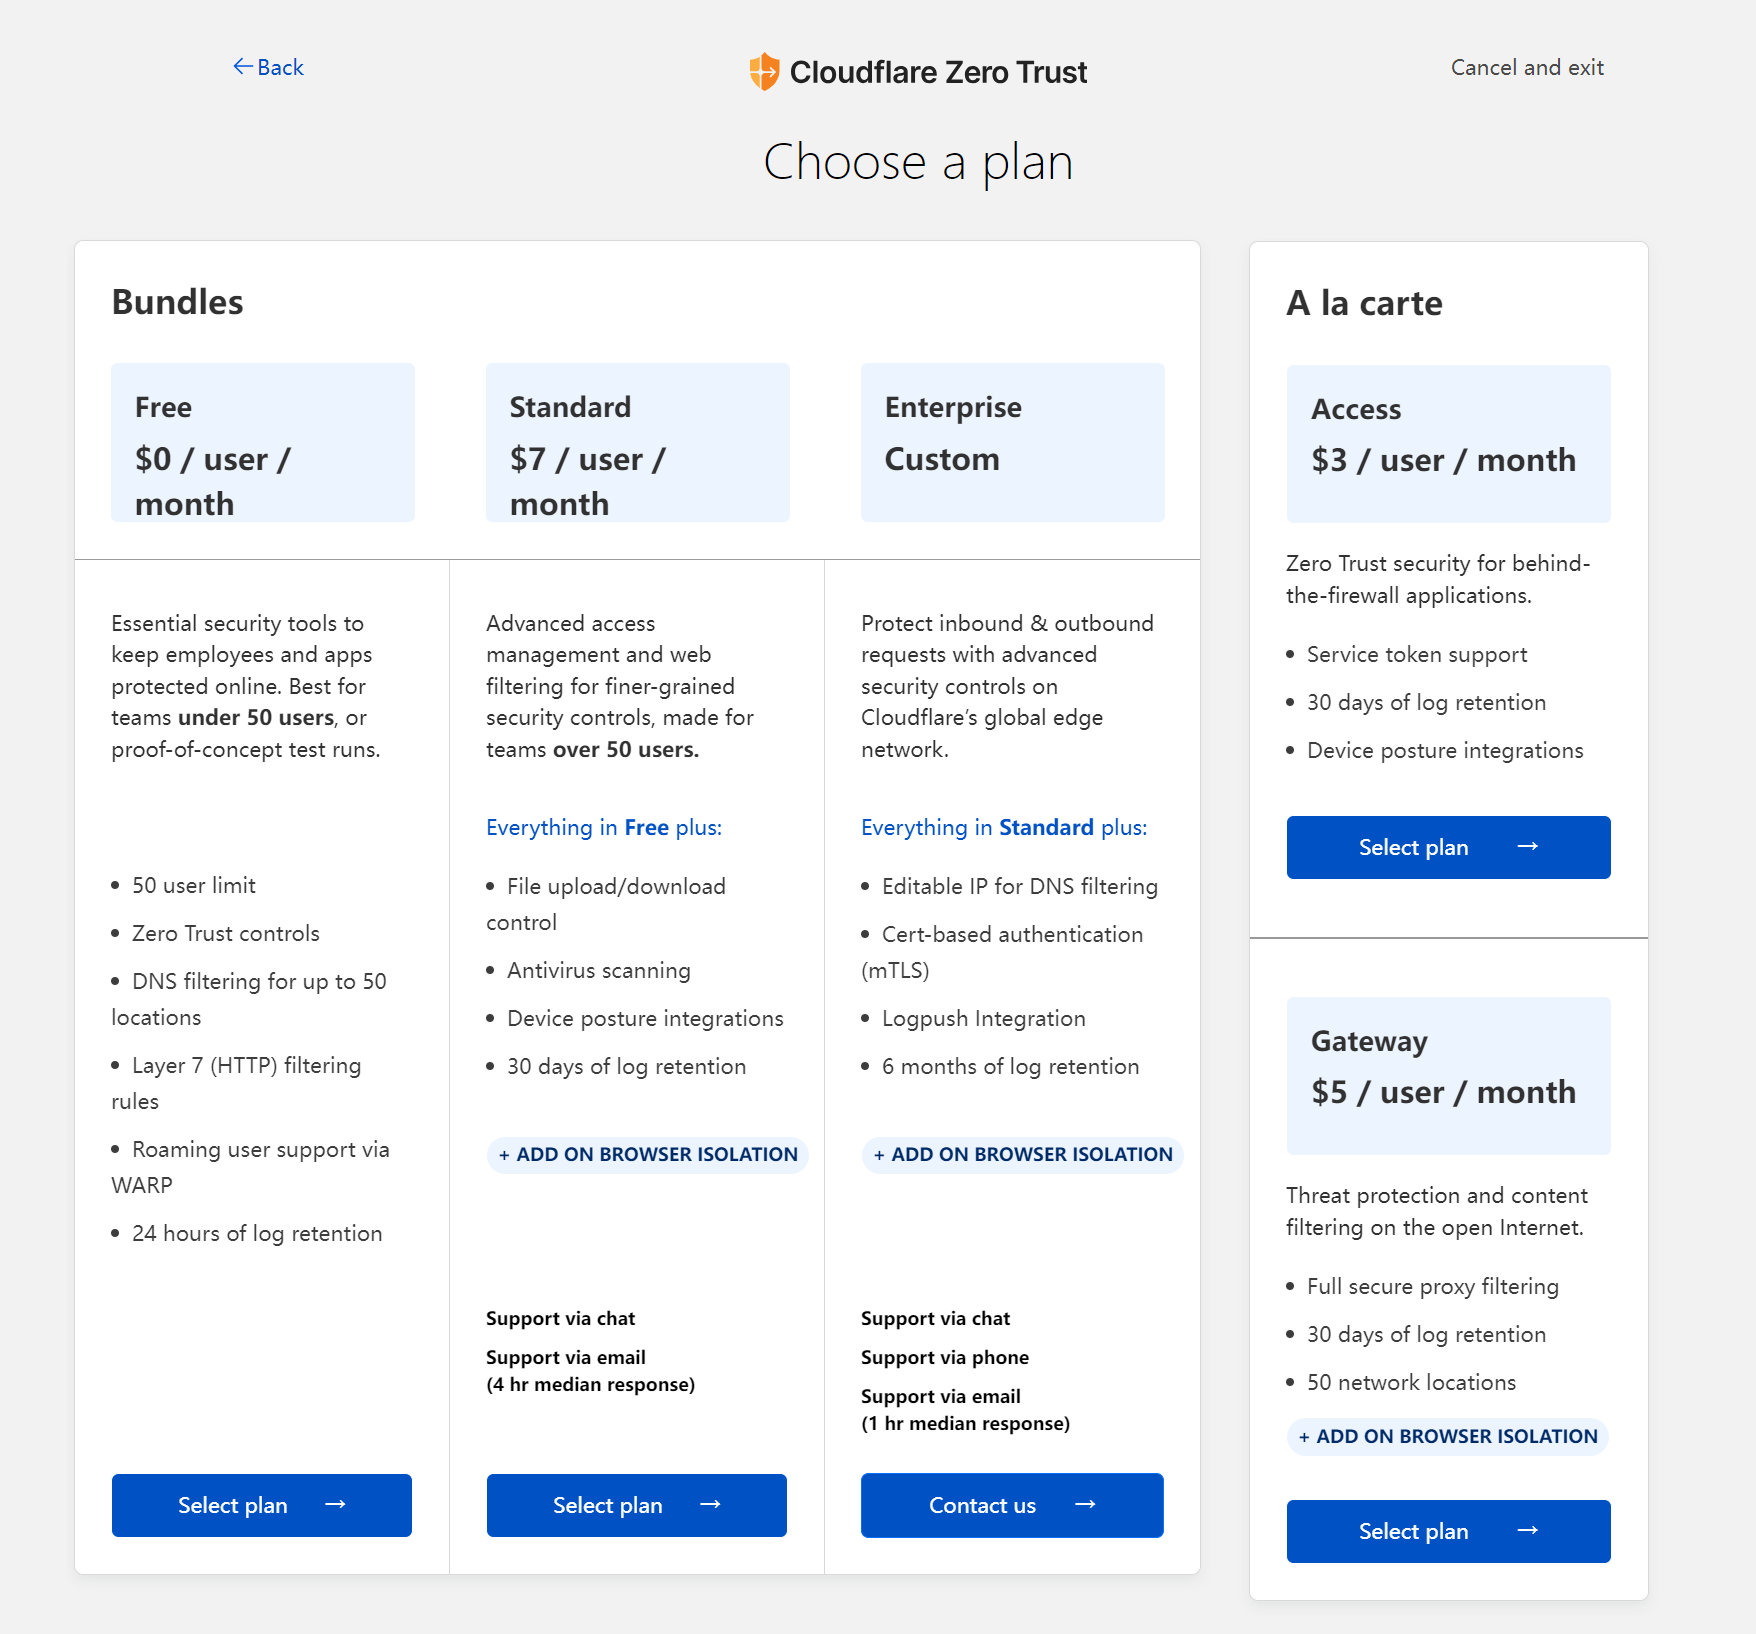 ←Back
Cloudflare Zero Trust
Cancel and exit
Choose a plan
Bundles
Free
$0 / user /
month
Standard
$7 / user /
month
Enterprise
Custom
Essential security tools to
keep employees and apps
protected online. Best for
teams under 50 users, or
proof-of-concept test runs.
• 50 user limit
• Zero Trust controls
• DNS filtering for up to 50
locations
• Layer 7 (HTTP) filtering
rules
• Roaming user support via
WARP
• 24 hours of log retention
Select plan →
Advanced access
management and web
filtering for finer-grained
security controls, made for
teams over 50 users.
Everything in Free plus:
• File upload/download
control
• Antivirus scanning
• Device posture integrations
• 30 days of log retention
+ ADD ON BROWSER ISOLATION
Support via chat
Support via email
(4 hr median response)
Select plan →
Protect inbound & outbound
requests with advanced
security controls on
Cloudflare’s global edge
network.
Everything in Standard plus:
• Editable IP for DNS filtering
• Cert-based authentication
(mTLS)
• Logpush Integration
• 6 months of log retention
+ ADD ON BROWSER ISOLATION
Support via chat
Support via phone
Support via email
(1 hr median response)
Contact us →
A la carte
Access
$3 / user / month
Zero Trust security for behind-
the-firewall applications.
• Service token support
• 30 days of log retention
• Device posture integrations
Select plan →
Gateway
$5 / user / month
Threat protection and content
filtering on the open Internet.
• Full secure proxy filtering
• 30 days of log retention
• 50 network locations
+ ADD ON BROWSER ISOLATION
Select plan →